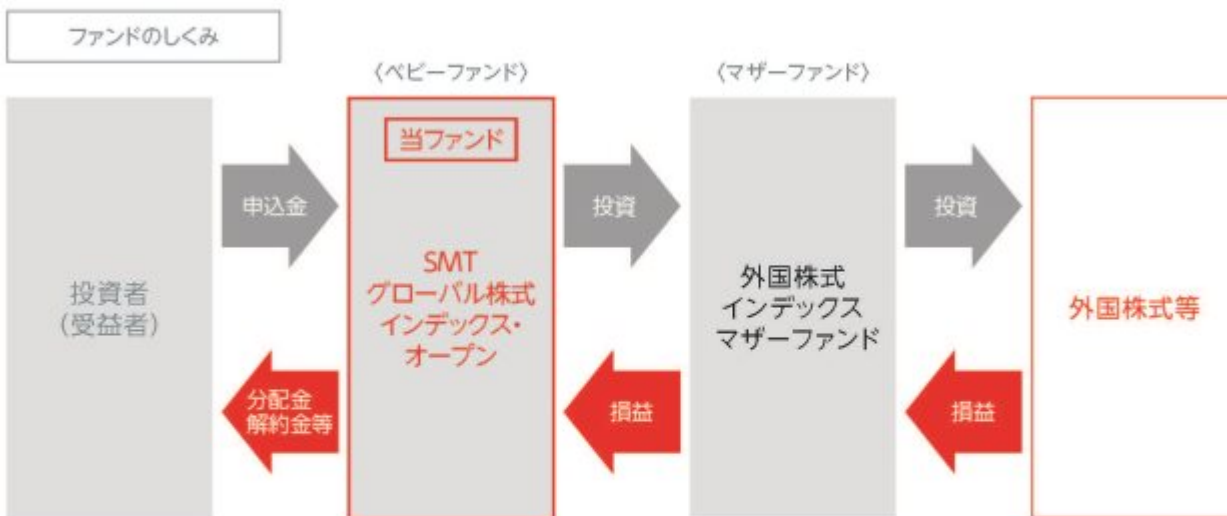 ファンドのしくみ
〈ベビーファンド〉
〈マザーファンド〉
投資者
(受益者)
申込金
分配金
解約金等
当ファンド
SMT
グローバル株式
インデックス・
オープン
投資
損益
外国株式
インデックス
マザーファンド
投資
損益
外国株式等